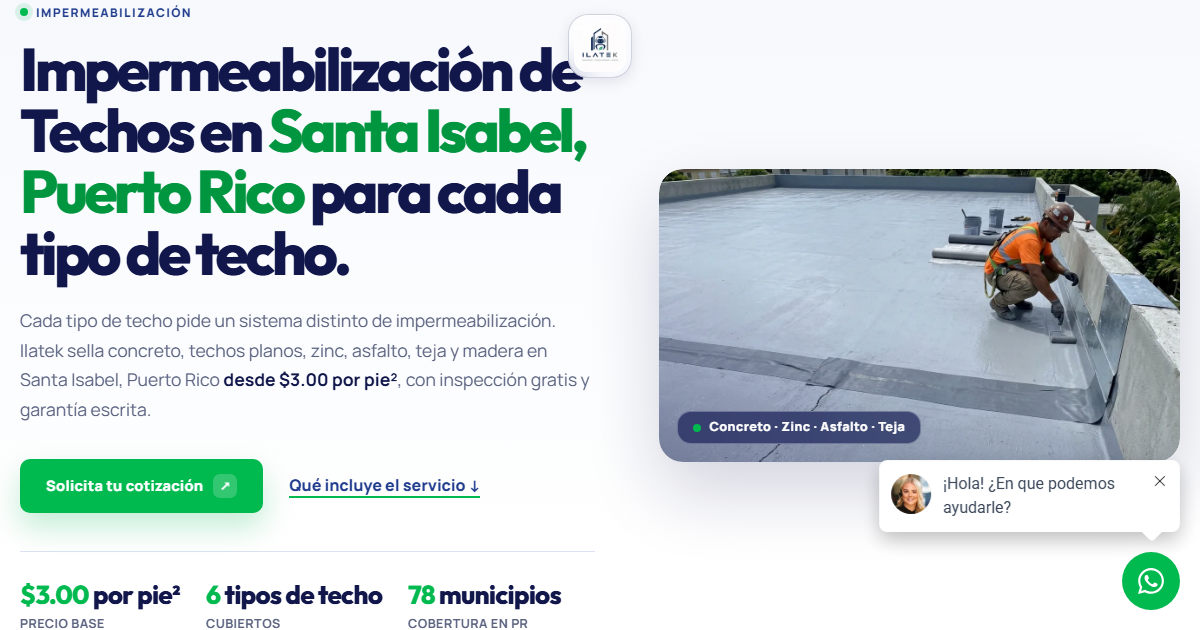 IMPERMEABILIZACIÓN
ILATEK
Impermeabilización de
Techos en Santa Isabel,
Puerto Rico para cada
tipo de techo.
Cada tipo de techo pide un sistema distinto de impermeabilización.
Ilatek sella concreto, techos planos, zinc, asfalto, teja y madera en
Santa Isabel, Puerto Rico desde $3.00 por pie², con inspección gratis y
garantía escrita.
Solicita tu cotización ↗
Qué incluye el servicio ↓
Concreto · Zinc · Asfalto · Teja
¡Hola! ¿En que podemos
ayudarle?
$3.00 por pie²
PRECIO BASE
6 tipos de techo
CUBIERTOS
78 municipios
COBERTURA EN PR